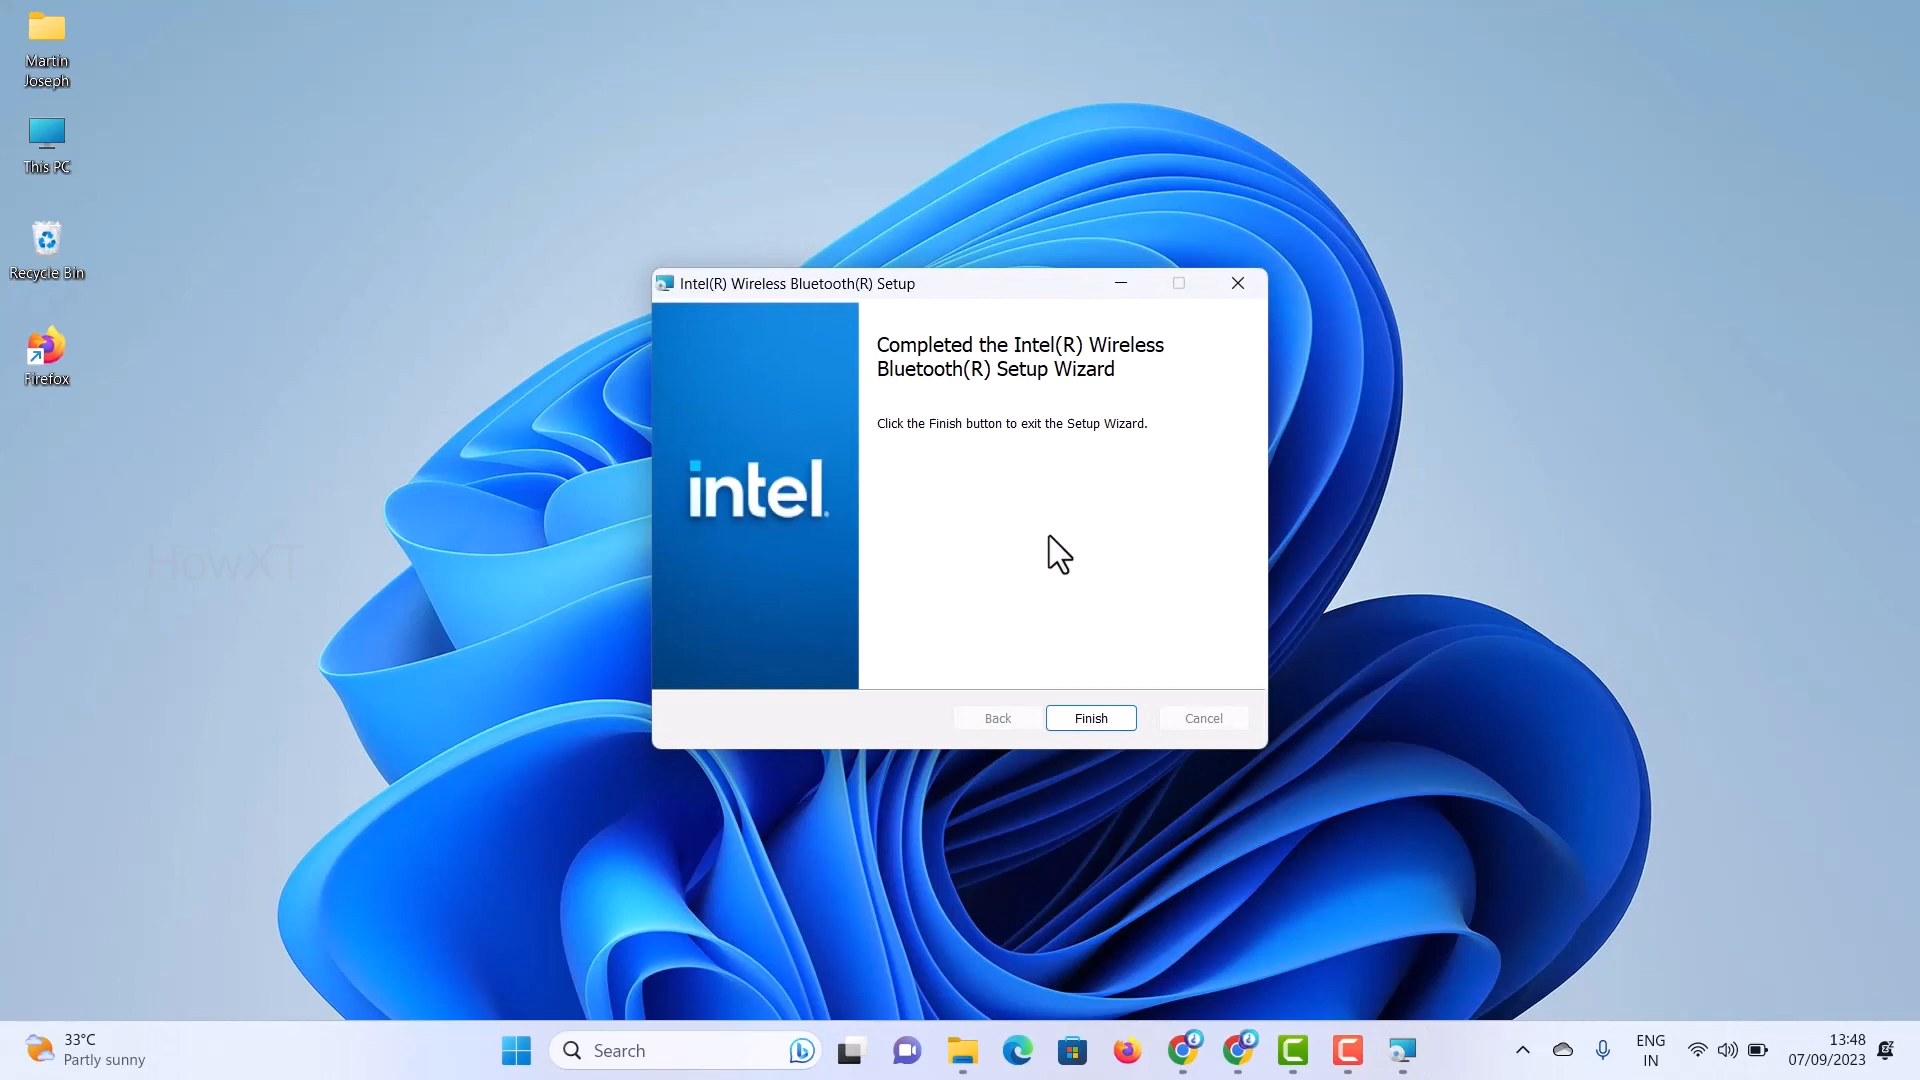 Martin
Joseph
This PC
Recycle Bin
Firefox
HowXT
Intel(R) Wireless Bluetooth(R) Setup
intel.
Completed the Intel(R) Wireless
Bluetooth(R) Setup Wizard
Click the Finish button to exit the Setup Wizard.
Back
Finish
Cancel
33°C
Partly sunny
Search
ENG
IN
13:48
07/09/2023